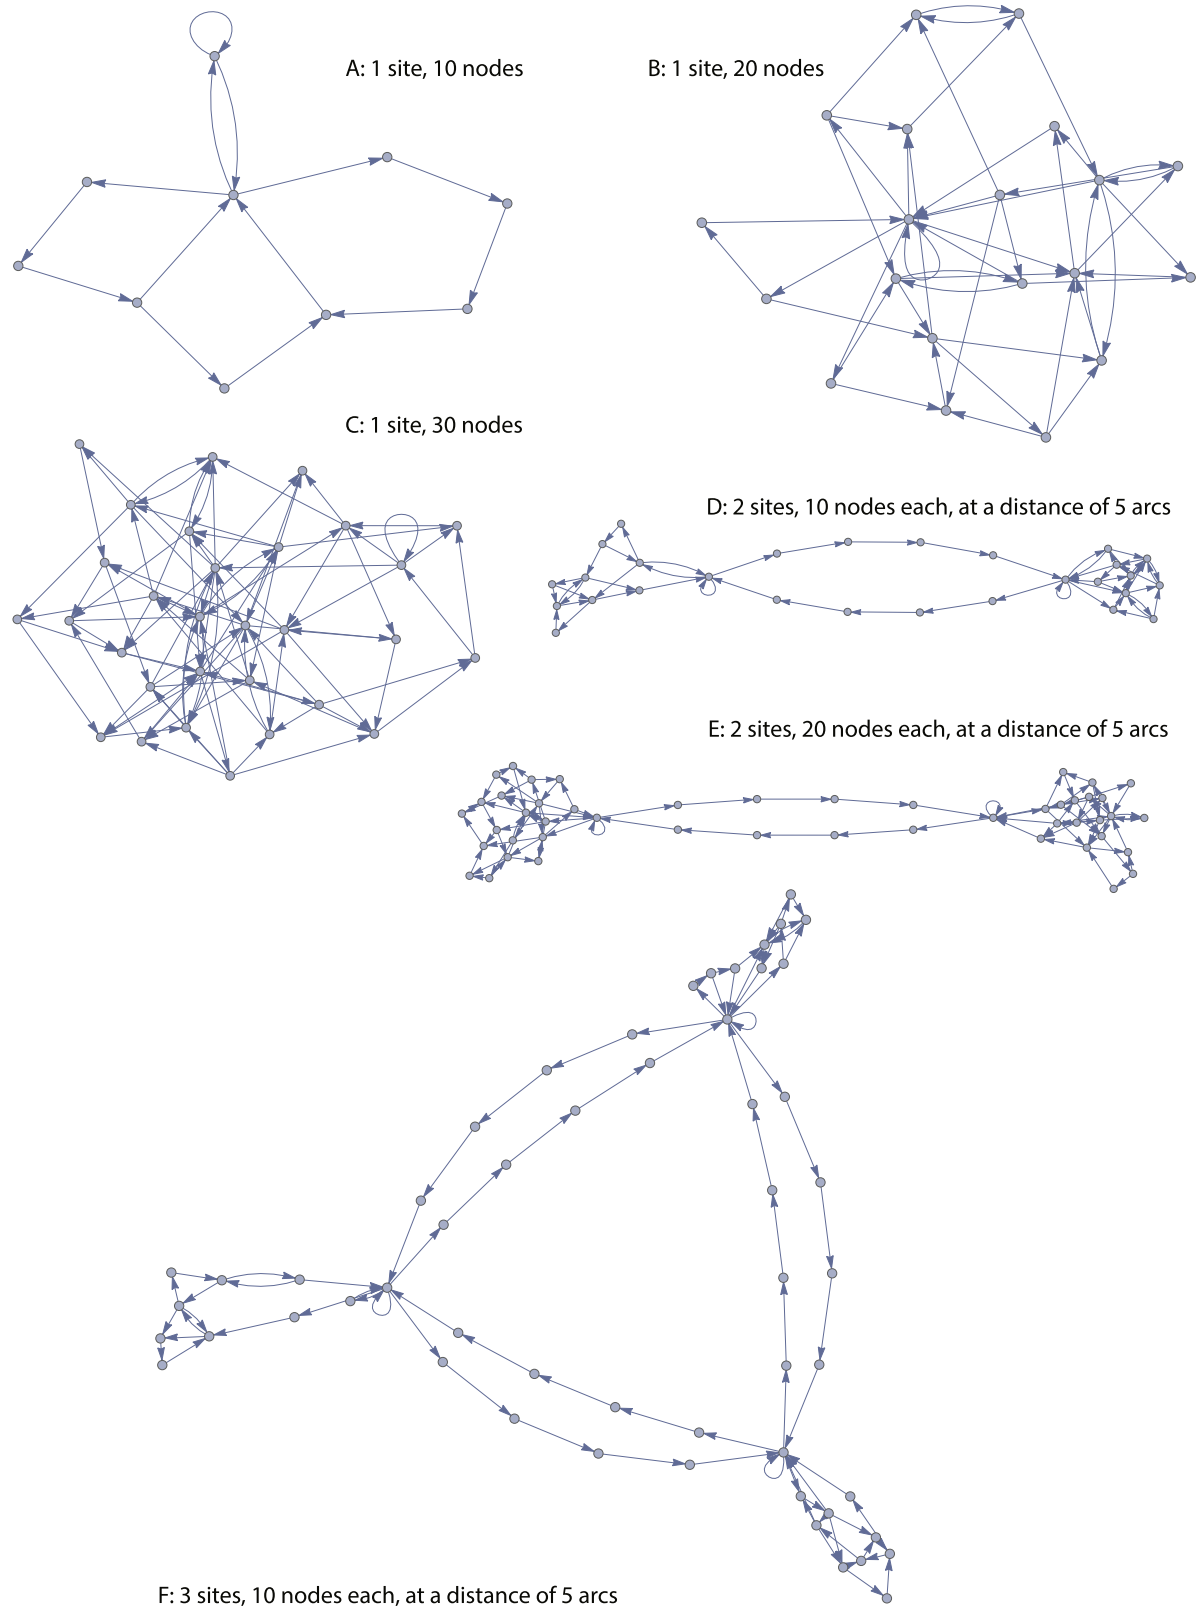 A: 1 site, 10 nodes
B: 1 site, 20 nodes
C: 1 site, 30 nodes
D: 2 sites, 10 nodes each, at a distance of 5 arcs
E: 2 sites, 20 nodes each, at a distance of 5 arcs
F: 3 sites, 10 nodes each, at a distance of 5 arcs